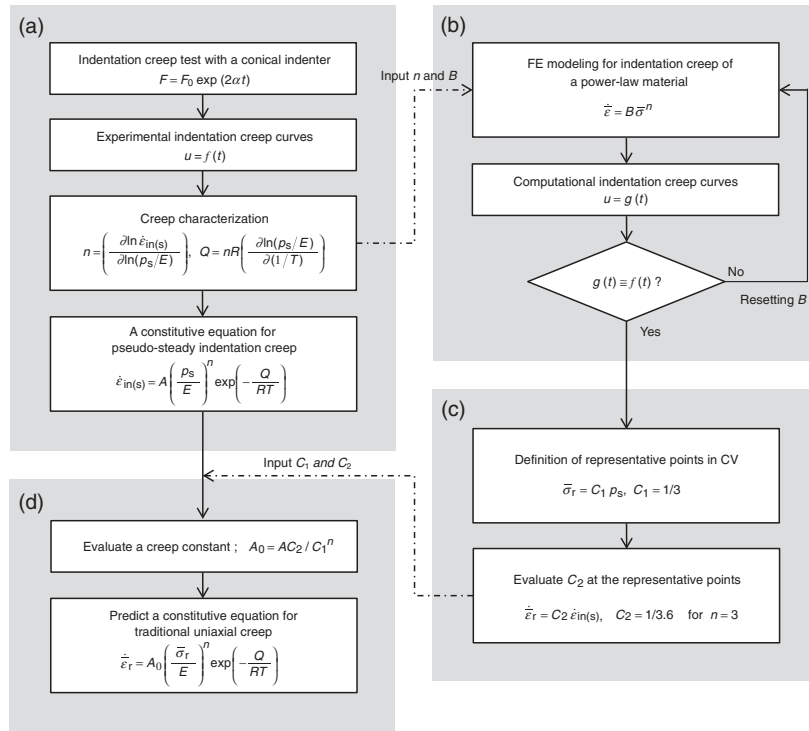 (a)
Indentation creep test with a conical indenter
F = F₀ exp (2αt)
Experimental indentation creep curves
u = f(t)
Creep characterization
n = (∂ln ε̇in(s) / ∂ln(ps/E)), Q = nR(∂ln(ps/E) / ∂(1/T))
A constitutive equation for
pseudo-steady indentation creep
ε̇in(s) = A(ps/E)ⁿ exp(−Q/RT)
Input n and B
(b)
FE modeling for indentation creep of
a power-law material
ε̄̇ = Bσ̄ⁿ
Computational indentation creep curves
u = g(t)
g(t) ≡ f(t) ?
No
Resetting B
Yes
(c)
Definition of representative points in CV
σ̄r = C₁ ps, C₁ = 1/3
Evaluate C₂ at the representative points
ε̄̇r = C₂ ε̇in(s), C₂ = 1/3.6 for n = 3
Input C₁ and C₂
(d)
Evaluate a creep constant ; A₀ = AC₂ / C₁ⁿ
Predict a constitutive equation for
traditional uniaxial creep
ε̄̇r = A₀(σ̄r/E)ⁿ exp(−Q/RT)